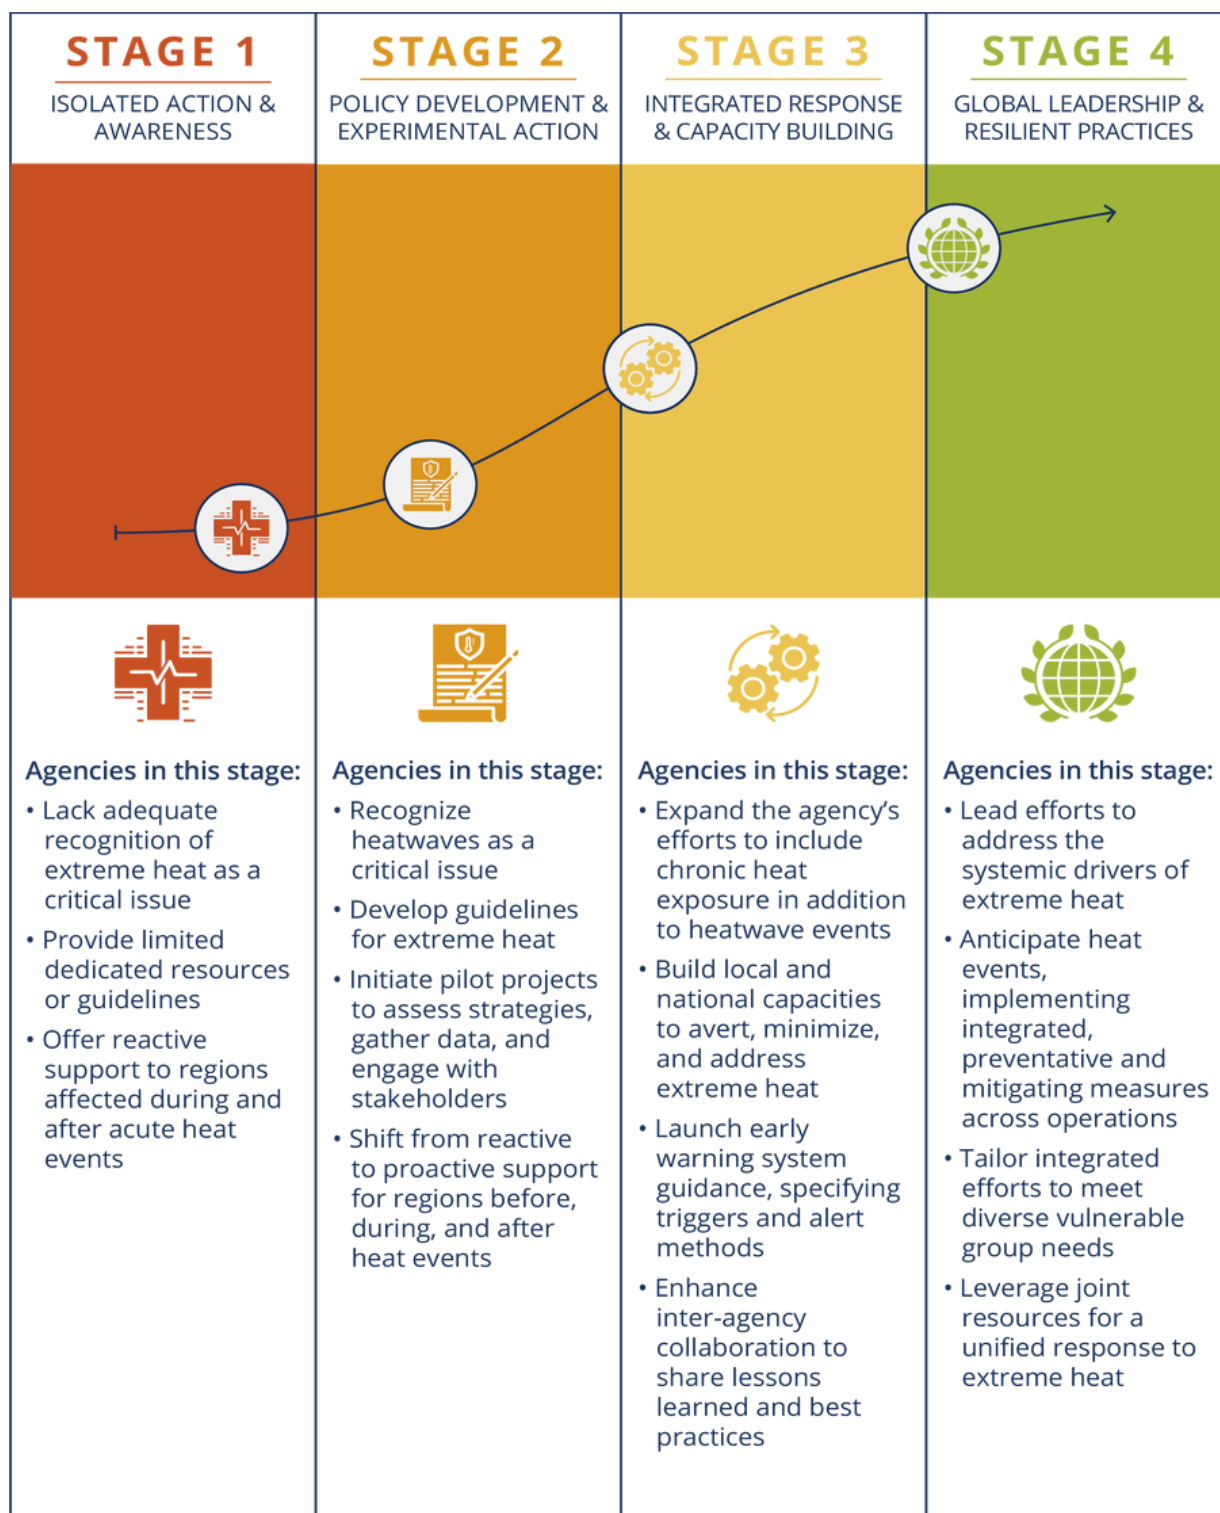 STAGE 1
ISOLATED ACTION &
AWARENESS
Agencies in this stage:
• Lack adequate
recognition of
extreme heat as a
critical issue
• Provide limited
dedicated resources
or guidelines
• Offer reactive
support to regions
affected during and
after acute heat
events
STAGE 2
POLICY DEVELOPMENT &
EXPERIMENTAL ACTION
Agencies in this stage:
• Recognize
heatwaves as a
critical issue
• Develop guidelines
for extreme heat
• Initiate pilot projects
to assess strategies,
gather data, and
engage with
stakeholders
• Shift from reactive
to proactive support
for regions before,
during, and after
heat events
STAGE 3
INTEGRATED RESPONSE
& CAPACITY BUILDING
Agencies in this stage:
• Expand the agency’s
efforts to include
chronic heat
exposure in addition
to heatwave events
• Build local and
national capacities
to avert, minimize,
and address
extreme heat
• Launch early
warning system
guidance, specifying
triggers and alert
methods
• Enhance
inter-agency
collaboration to
share lessons
learned and best
practices
STAGE 4
GLOBAL LEADERSHIP &
RESILIENT PRACTICES
Agencies in this stage:
• Lead efforts to
address the
systemic drivers of
extreme heat
• Anticipate heat
events,
implementing
integrated,
preventative and
mitigating measures
across operations
• Tailor integrated
efforts to meet
diverse vulnerable
group needs
• Leverage joint
resources for a
unified response to
extreme heat